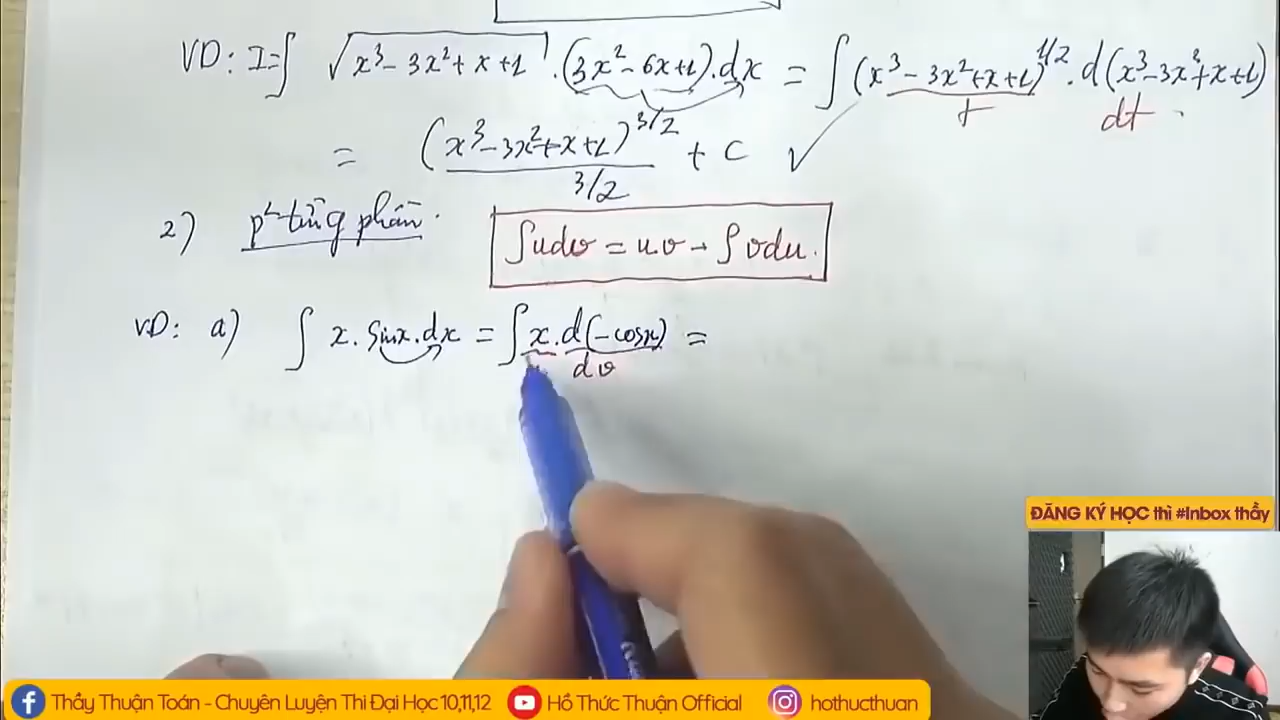 VD: I = ∫ √(x³ - 3x² + x + 1) . (3x² - 6x + 1) . dx = ∫ (x³ - 3x² + x + 1)^1/2 . d(x³ - 3x² + x + 1)
t dt
= (x³ - 3x² + x + 1)^3/2 / 3/2 + C ✓
2) p² từng phần. ∫udv = u.v - ∫vdu.
VD: a) ∫ x. sinx. dx = ∫ x. d(-cosx) =
dv
ĐĂNG KÝ HỌC thì #Inbox thầy
Thầy Thuận Toán - Chuyên Luyện Thi Đại Học 10,11,12 Hồ Thức Thuận Official hothucthuan